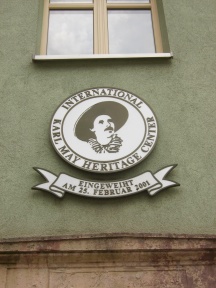 INTERNATIONAL
KARL MAY HERITAGE CENTER
EINGEWEIHT
AM 25. FEBRUAR 2001